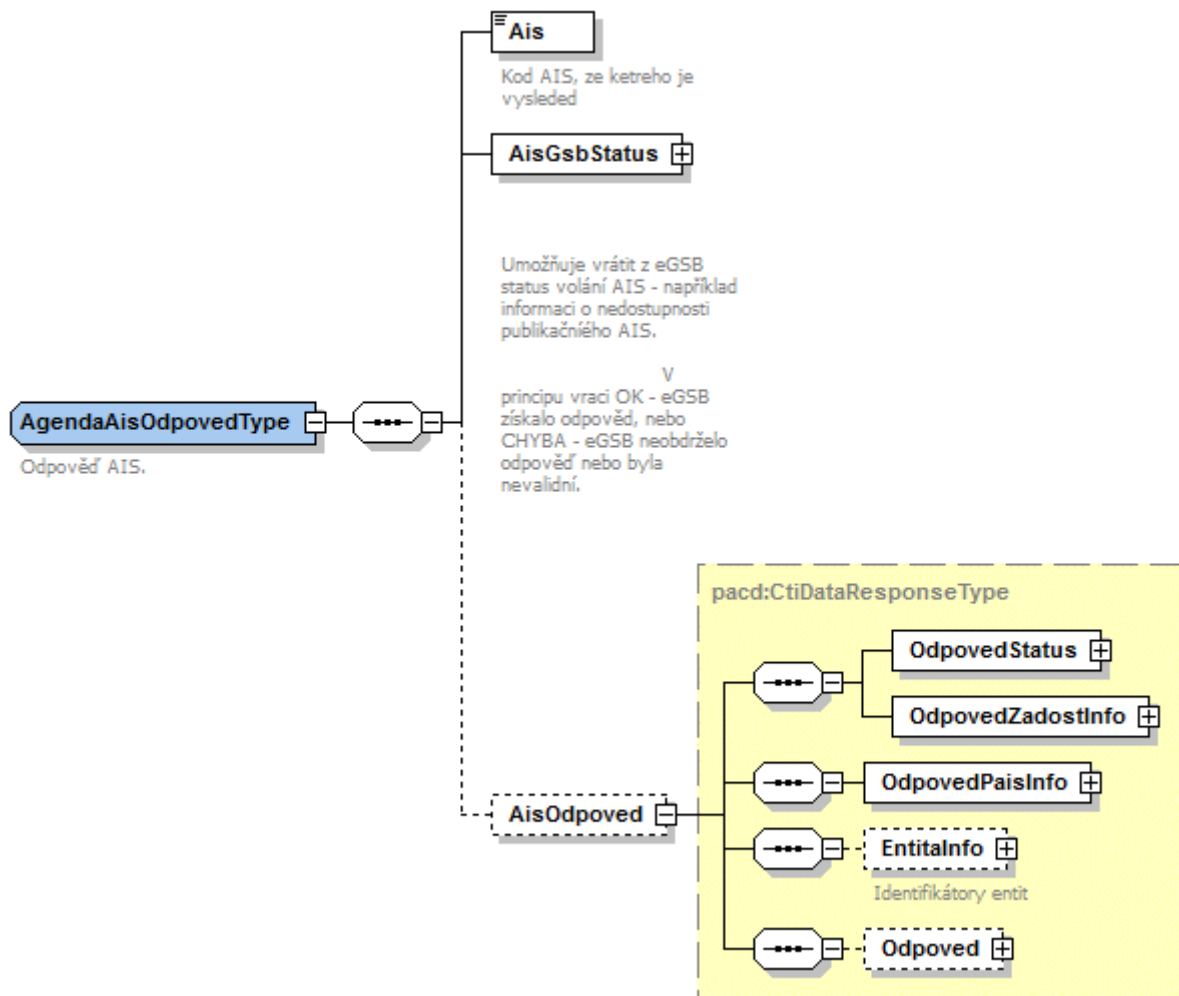 Ais
Kod AIS, ze ketreho je
vysleded
AisGsbStatus
Umožňuje vrátit z eGSB
status volání AIS - například
informaci o nedostupnosti
publikačního AIS.
V
principu vraci OK - eGSB
získalo odpověd, nebo
CHYBA - eGSB neobdrželo
odpověď nebo byla
nevalidní.
AgendaAisOdpovedType
Odpověď AIS.
pacd:CtiDataResponseType
OdpovedStatus
OdpovedZadostInfo
OdpovedPaisInfo
AisOdpoved
EntitaInfo
Identifikátory entit
Odpoved